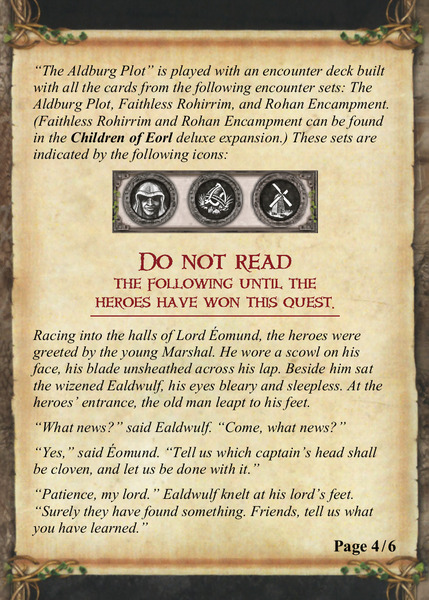 “The Aldburg Plot” is played with an encounter deck built
with all the cards from the following encounter sets: The
Aldburg Plot, Faithless Rohirrim, and Rohan Encampment.
(Faithless Rohirrim and Rohan Encampment can be found
in the Children of Eorl deluxe expansion.) These sets are
indicated by the following icons:
Do not read
the following until the
heroes have won this quest.
Racing into the halls of Lord Éomund, the heroes were
greeted by the young Marshal. He wore a scowl on his
face, his blade unsheathed across his lap. Beside him sat
the wizened Ealdwulf, his eyes bleary and sleepless. At the
heroes’ entrance, the old man leapt to his feet.
“What news?” said Ealdwulf. “Come, what news?”
“Yes,” said Éomund. “Tell us which captain’s head shall
be cloven, and let us be done with it.”
“Patience, my lord.” Ealdwulf knelt at his lord’s feet.
“Surely they have found something. Friends, tell us what
you have learned.”
Page 4/6